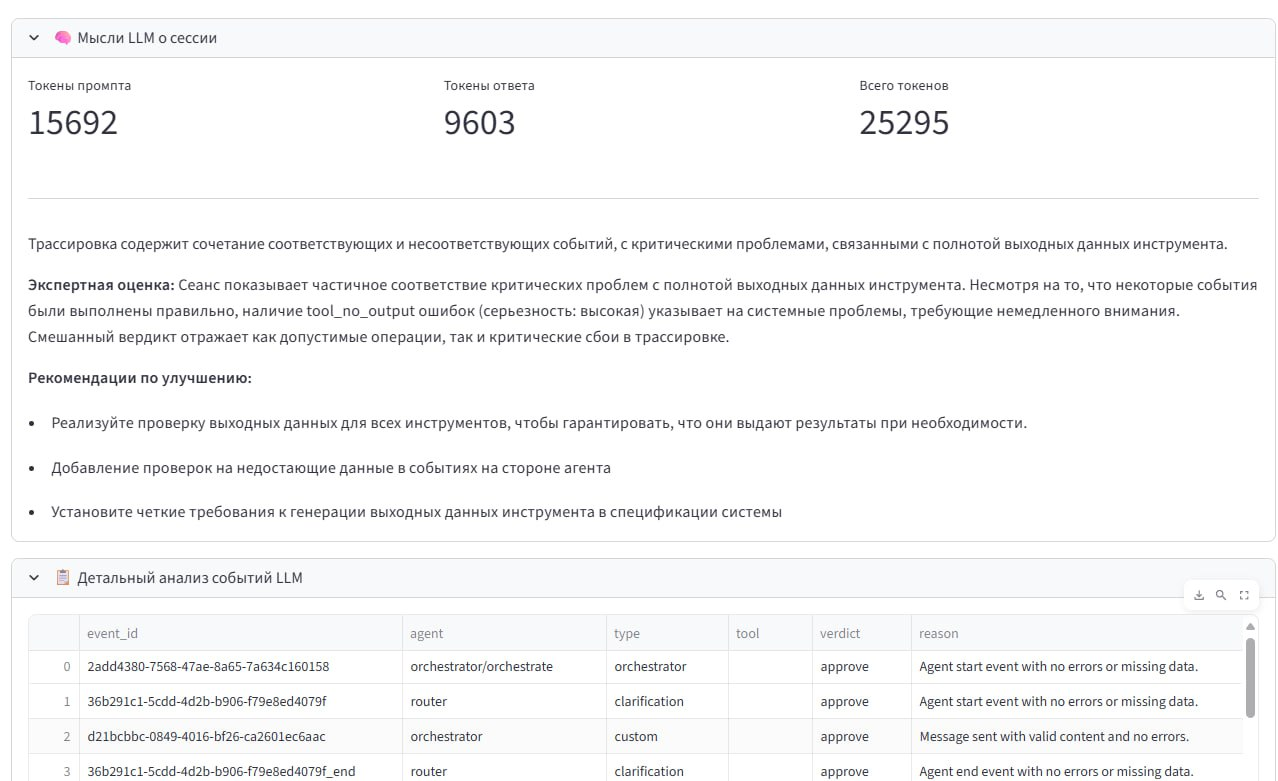 Мысли LLM о сессии
Токены промпта Токены ответа Всего токенов
15692 9603 25295
Трассировка содержит сочетание соответствующих и несоответствующих событий, с критическими проблемами, связанными с полнотой выходных данных инструмента.
Экспертная оценка: Сеанс показывает частичное соответствие критических проблем с полнотой выходных данных инструмента. Несмотря на то, что некоторые события
были выполнены правильно, наличие tool_no_output ошибок (серьезность: высокая) указывает на системные проблемы, требующие немедленного внимания.
Смешанный вердикт отражает как допустимые операции, так и критические сбои в трассировке.
Рекомендации по улучшению:
• Реализуйте проверку выходных данных для всех инструментов, чтобы гарантировать, что они выдают результаты при необходимости.
• Добавление проверок на недостающие данные в событиях на стороне агента
• Установите четкие требования к генерации выходных данных инструмента в спецификации системы
Детальный анализ событий LLM
event_id agent type tool verdict reason
0 2add4380-7568-47ae-8a65-7a634c160158 orchestrator/orchestrate orchestrator approve Agent start event with no errors or missing data.
1 36b291c1-5cdd-4d2b-b906-f79e8ed4079f router clarification approve Agent start event with no errors or missing data.
2 d21bcbbc-0849-4016-bf26-ca2601ec6aac orchestrator custom approve Message sent with valid content and no errors.
3 36b291c1-5cdd-4d2b-b906-f79e8ed4079f_end router clarification approve Agent end event with no errors or missing data.